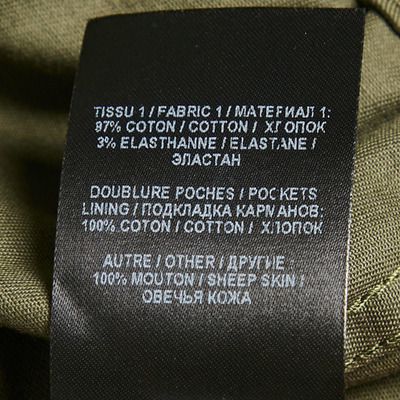 TISSU 1 / FABRIC 1 / МАТЕРИАЛ 1:
97% COTON / COTTON / ХЛОПОК
3% ELASTHANNE / ELASTANE /
ЭЛАСТАН
DOUBLURE POCHES / POCKETS
LINING / ПОДКЛАДКА КАРМАНОВ:
100% COTON / COTTON / ХЛОПОК
AUTRE / OTHER / ДРУГИЕ
100% MOUTON / SHEEP SKIN /
ОВЕЧЬЯ КОЖА